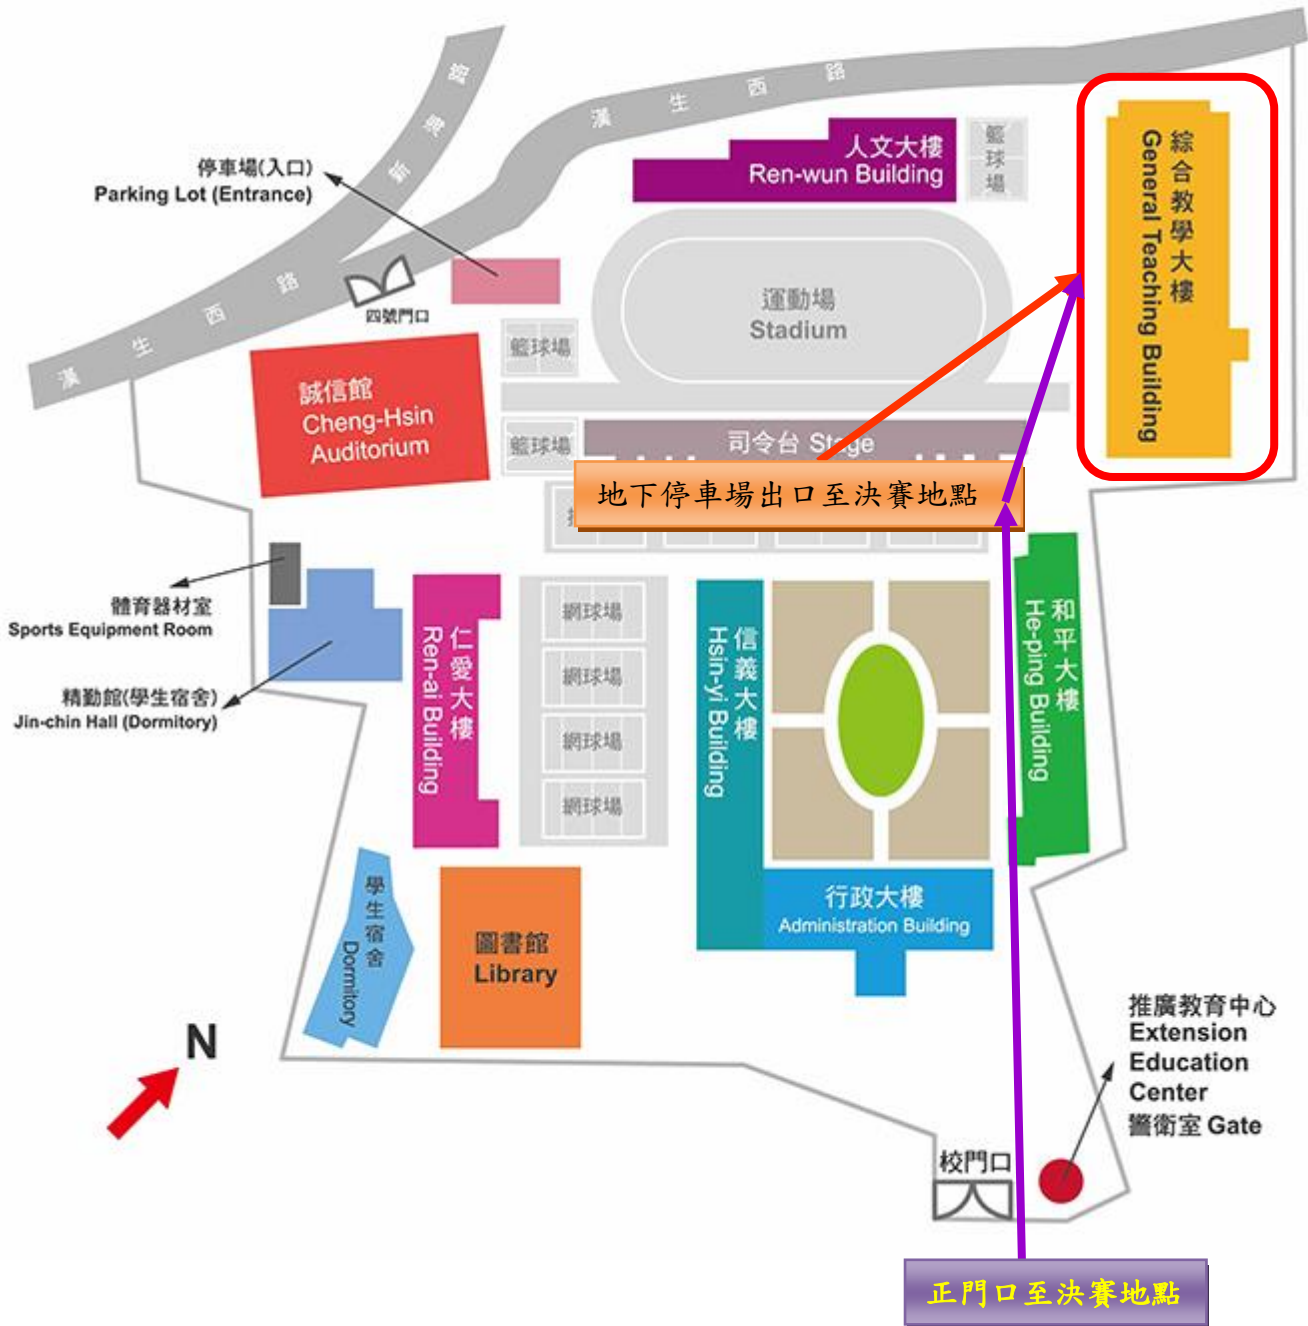 新興路
漢生西路
停車場(入口)
Parking Lot (Entrance)
人文大樓
Ren-wun Building
籃球場
綜合教學大樓
General Teaching Building
漢生西路
四號門口
運動場
Stadium
籃球場
誠信館
Cheng-Hsin
Auditorium
籃球場
司令台 Stage
地下停車場出口至決賽地點
體育器材室
Sports Equipment Room
精勤館(學生宿舍)
Jin-chin Hall (Dormitory)
仁愛大樓
Ren-ai Building
網球場
網球場
網球場
網球場
信義大樓
Hsin-yi Building
和平大樓
He-ping Building
行政大樓
Administration Building
學生宿舍
Dormitory
圖書館
Library
N
推廣教育中心
Extension
Education
Center
警衛室 Gate
校門口
正門口至決賽地點